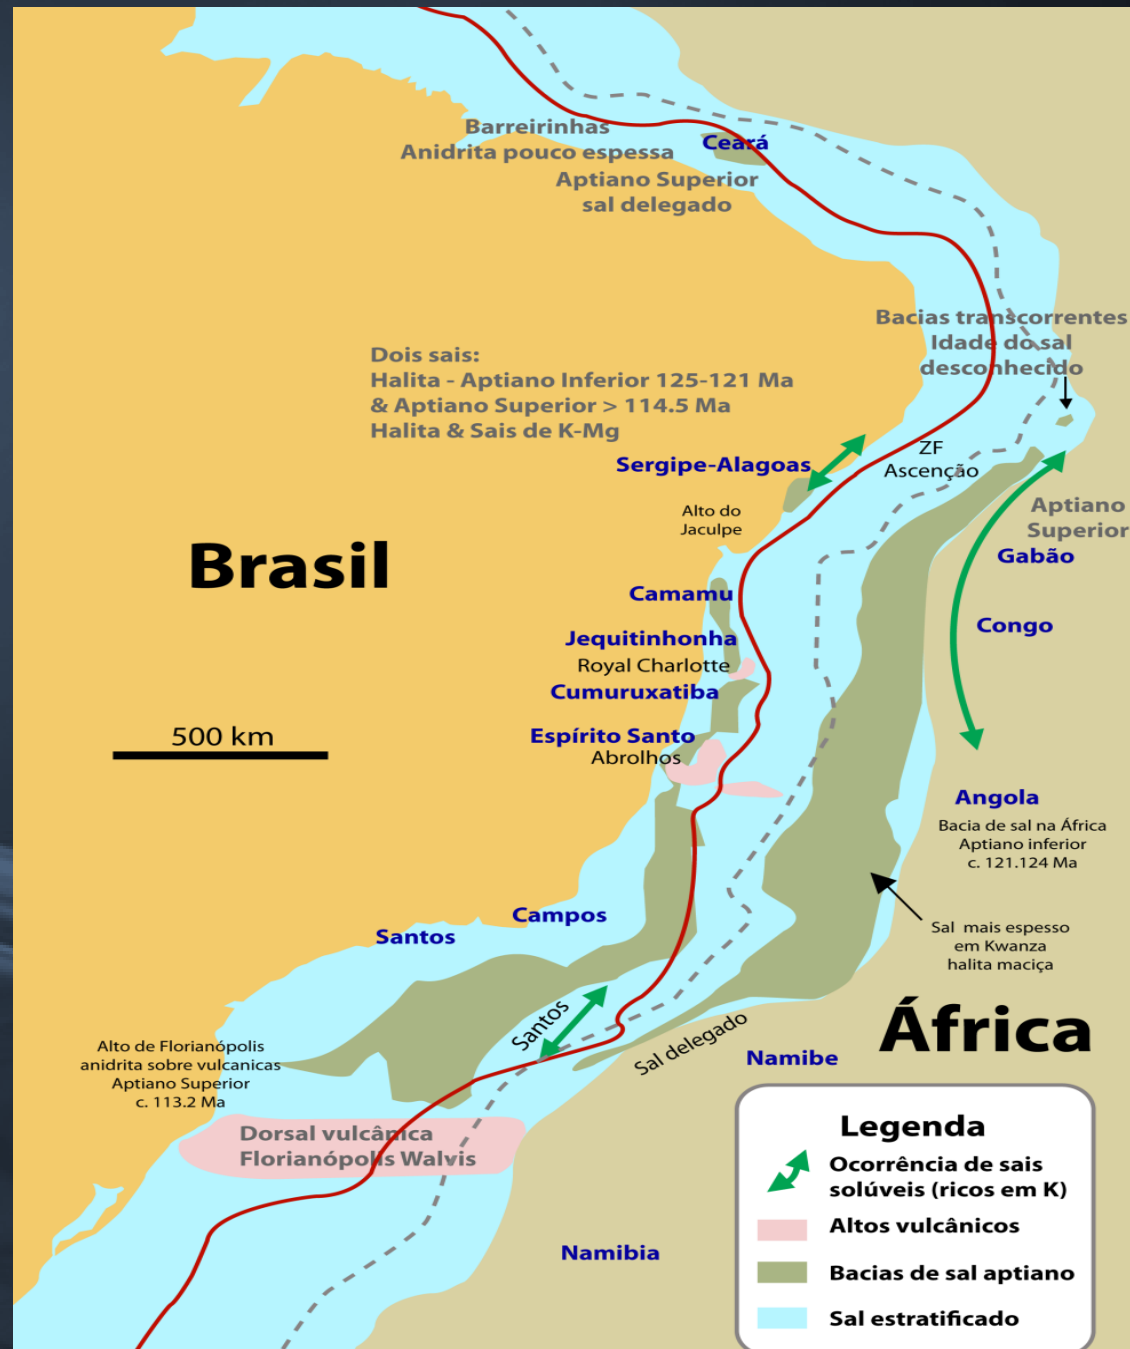 Barreirinhas
Anidrita pouco espessa
Ceará
Aptiano Superior
sal delegado
Bacias transcorrentes
Idade do sal
desconhecido
Dois sais:
Halita - Aptiano Inferior 125-121 Ma
& Aptiano Superior > 114.5 Ma
Halita & Sais de K-Mg
Sergipe-Alagoas
ZF
Ascenção
Alto do
Jaculpe
Aptiano
Superior
Gabão
Brasil
Camamu
Congo
Jequitinhonha
Royal Charlotte
Cumuruxatiba
500 km
Espírito Santo
Abrolhos
Angola
Bacia de sal na África
Aptiano inferior
c. 121.124 Ma
Campos
Santos
Sal mais espesso
em Kwanza
halita maciça
Santos
África
Sal delegado
Namibe
Alto de Florianópolis
anidrita sobre vulcanicas
Aptiano Superior
c. 113.2 Ma
Dorsal vulcânica
Florianópolis Walvis
Namibia
Legenda
Ocorrência de sais
solúveis (ricos em K)
Altos vulcânicos
Bacias de sal aptiano
Sal estratificado